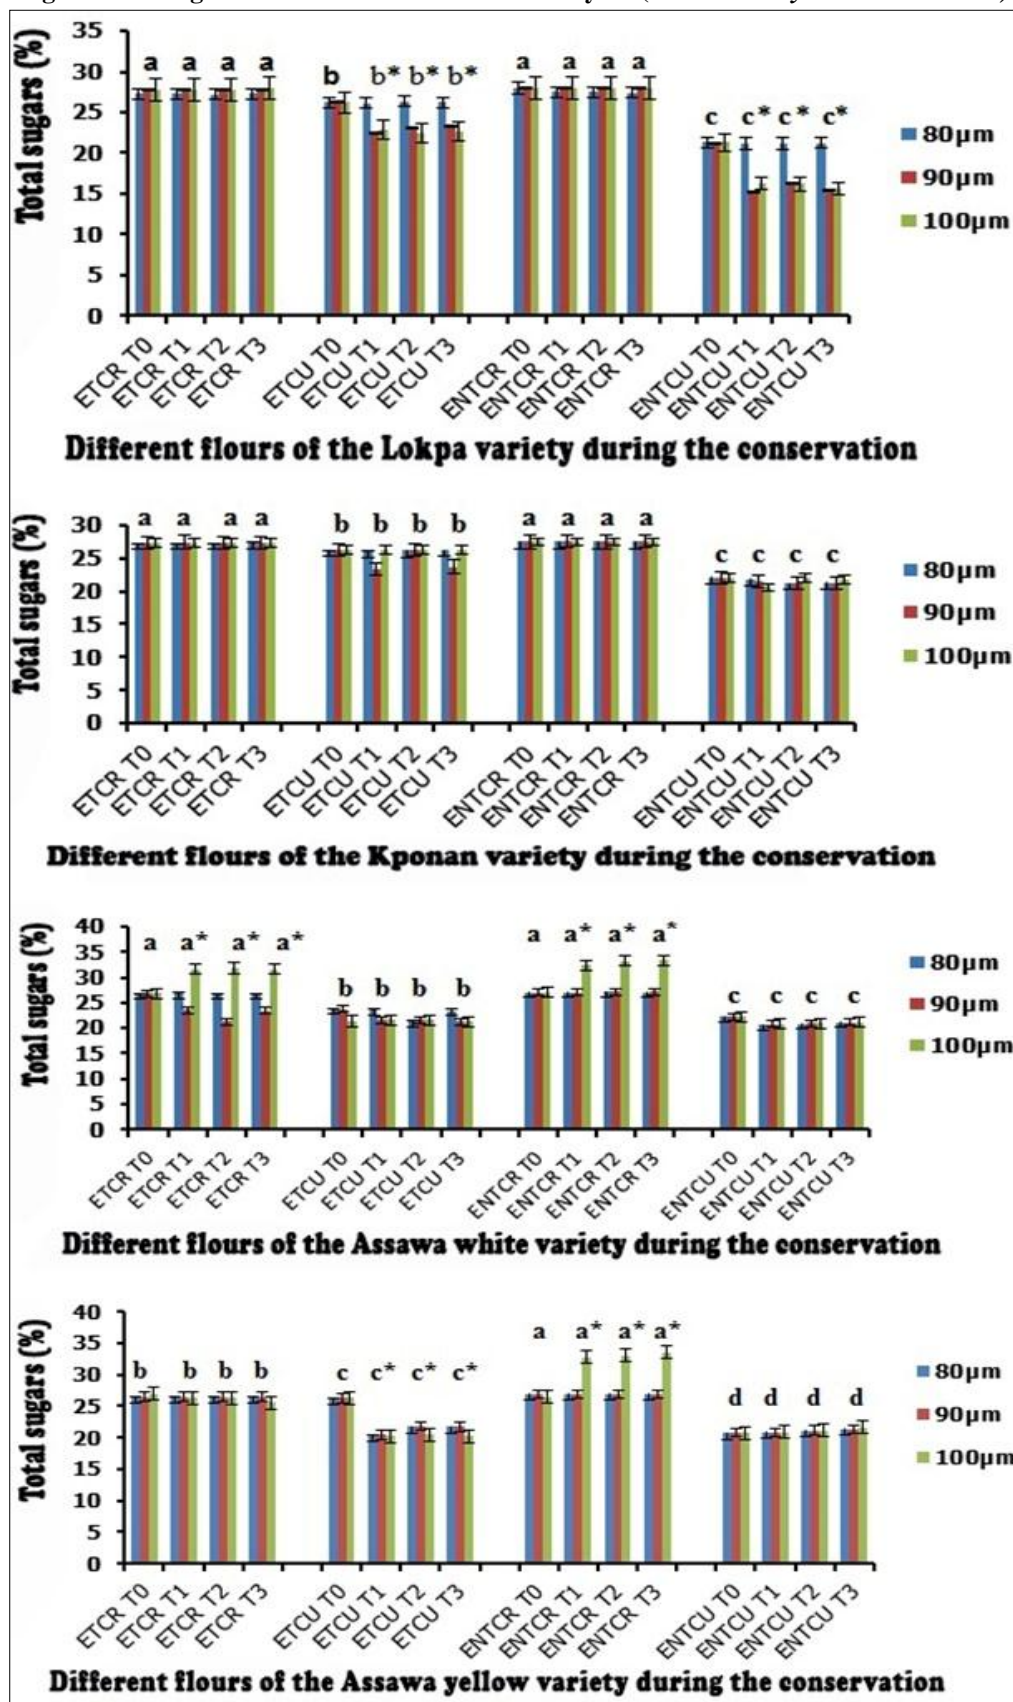 Total sugars (%)
35
30
25
20
15
10
5
0
a a a a b b* b* b* a a a a c c* c* c*
80µm
90µm
100µm
ETCR T0
ETCR T1
ETCR T2
ETCR T3
ETCU T0
ETCU T1
ETCU T2
ETCU T3
ENTCR T0
ENTCR T1
ENTCR T2
ENTCR T3
ENTCU T0
ENTCU T1
ENTCU T2
ENTCU T3
Different flours of the Lokpa variety during the conservation
Total sugars (%)
30
25
20
15
10
5
0
a a a a b b b b a a a a c c c c
80µm
90µm
100µm
ETCR T0
ETCR T1
ETCR T2
ETCR T3
ETCU T0
ETCU T1
ETCU T2
ETCU T3
ENTCR T0
ENTCR T1
ENTCR T2
ENTCR T3
ENTCU T0
ENTCU T1
ENTCU T2
ENTCU T3
Different flours of the Kponan variety during the conservation
Total sugars (%)
40
35
30
25
20
15
10
5
0
a a* a* a* b b b b a a* a* a* c c c c
80µm
90µm
100µm
ETCR T0
ETCR T1
ETCR T2
ETCR T3
ETCU T0
ETCU T1
ETCU T2
ETCU T3
ENTCR T0
ENTCR T1
ENTCR T2
ENTCR T3
ENTCU T0
ENTCU T1
ENTCU T2
ENTCU T3
Different flours of the Assawa white variety during the conservation
Total sugars (%)
40
35
30
25
20
15
10
5
0
b b b b c c* c* c* a a* a* a* d d d d
80µm
90µm
100µm
ETCR T0
ETCR T1
ETCR T2
ETCR T3
ETCU T0
ETCU T1
ETCU T2
ETCU T3
ENTCR T0
ENTCR T1
ENTCR T2
ENTCR T3
ENTCU T0
ENTCU T1
ENTCU T2
ENTCU T3
Different flours of the Assawa yellow variety during the conservation